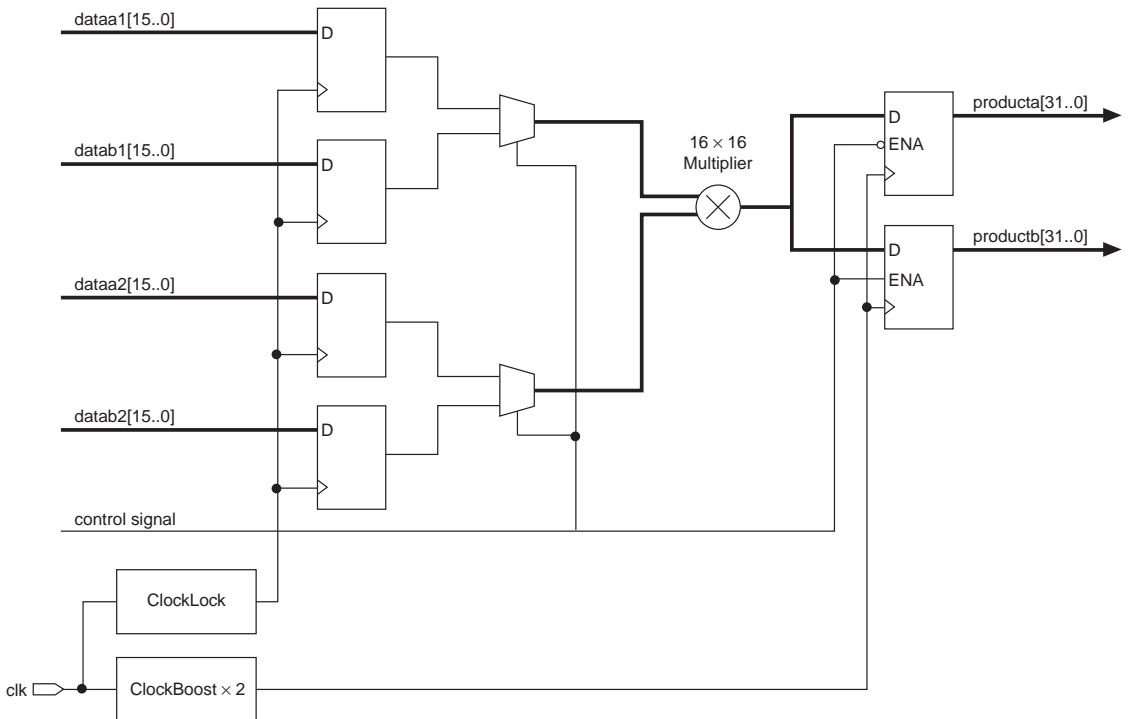 dataa1[15..0]
D
datab1[15..0]
D
dataa2[15..0]
D
datab2[15..0]
D
16 × 16
Multiplier
D
ENA
producta[31..0]
D
ENA
productb[31..0]
control signal
ClockLock
clk
ClockBoost × 2